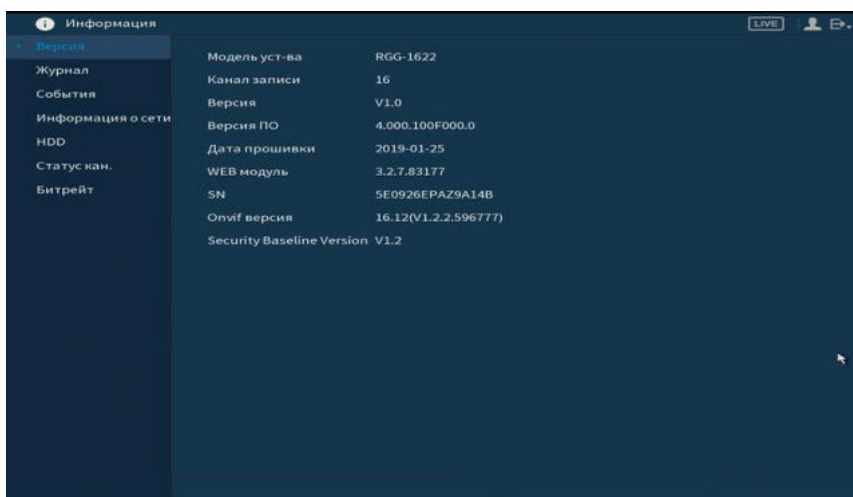 Информация
LIVE
Версия
Журнал
События
Информация о сети
HDD
Статус кан.
Битрейт
Модель уст-ва RGG-1622
Канал записи 16
Версия V1.0
Версия ПО 4.000.100F000.0
Дата прошивки 2019-01-25
WEB модуль 3.2.7.83177
SN 5E0926EPAZ9A14B
Onvif версия 16.12(V1.2.2.596777)
Security Baseline Version V1.2